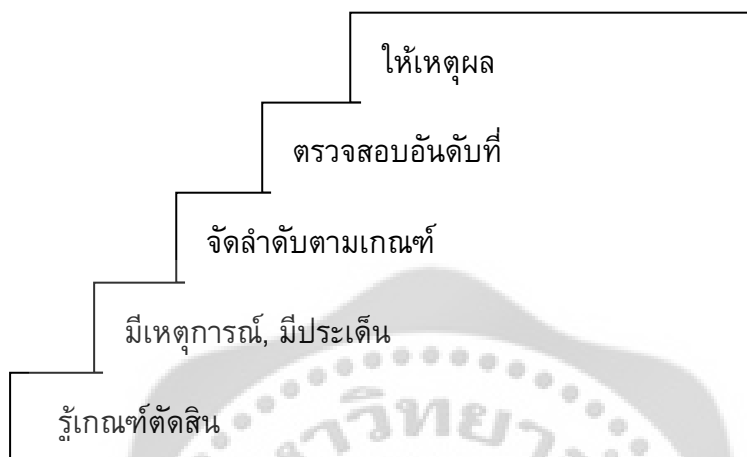 ให้เหตุผล
ตรวจสอบอันดับที่
จัดลำดับตามเกณฑ์
มีเหตุการณ์, มีประเด็น
รู้เกณฑ์ตัดสิน